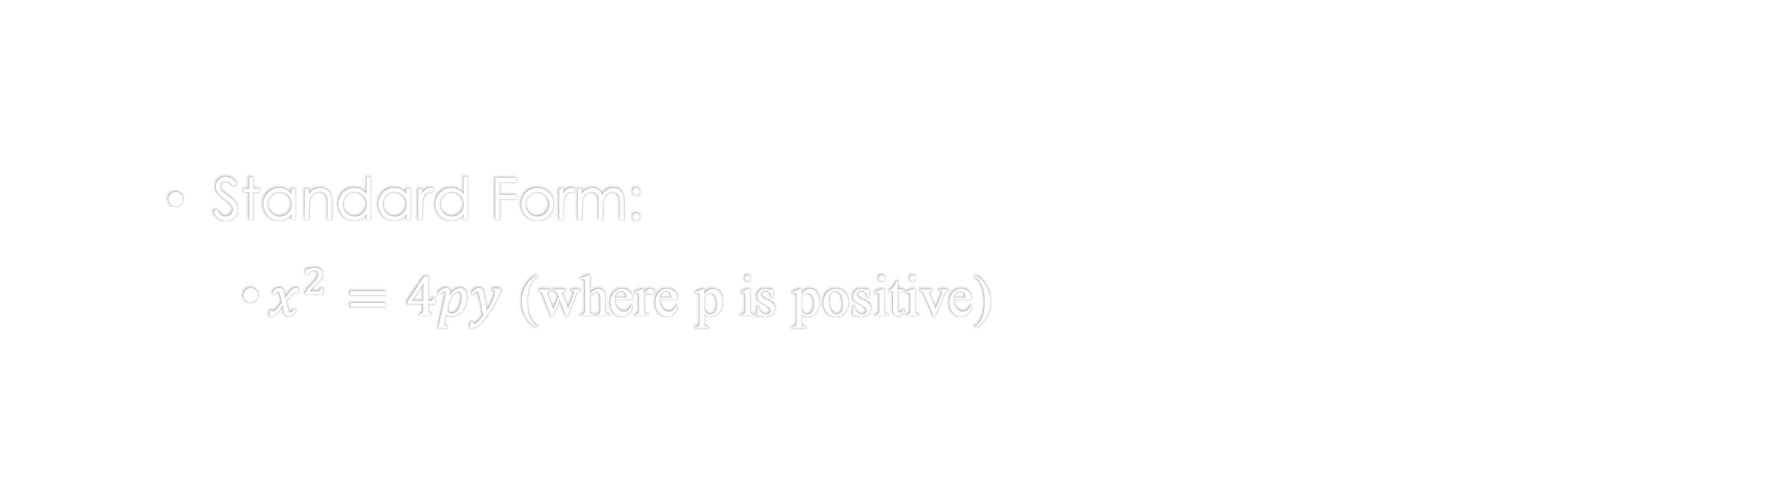 • Standard Form:
• x² = 4py (where p is positive)